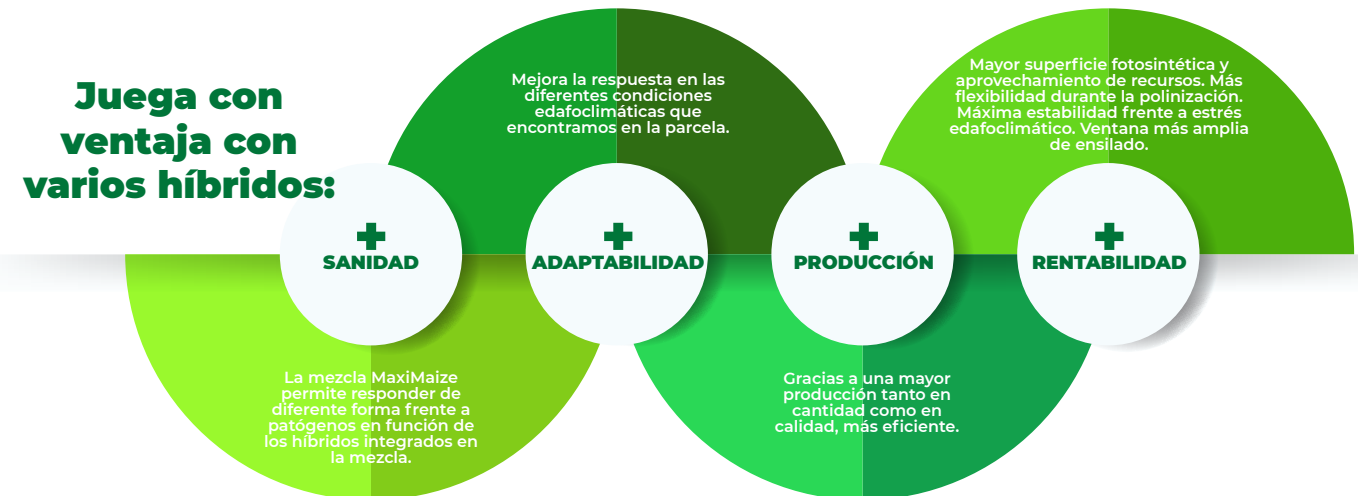 Juega con
ventaja con
varios híbridos:
+
SANIDAD
La mezcla MaxiMaize
permite responder de
diferente forma frente a
patógenos en función de
los híbridos integrados en
la mezcla.
Mejora la respuesta en las
diferentes condiciones
edafoclimáticas que
encontramos en la parcela.
+
ADAPTABILIDAD
+
PRODUCCIÓN
Gracias a una mayor
producción tanto en
cantidad como en
calidad, más eficiente.
Mayor superficie fotosintética y
aprovechamiento de recursos. Más
flexibilidad durante la polinización.
Máxima estabilidad frente a estrés
edafoclimático. Ventana más amplia
de ensilado.
+
RENTABILIDAD